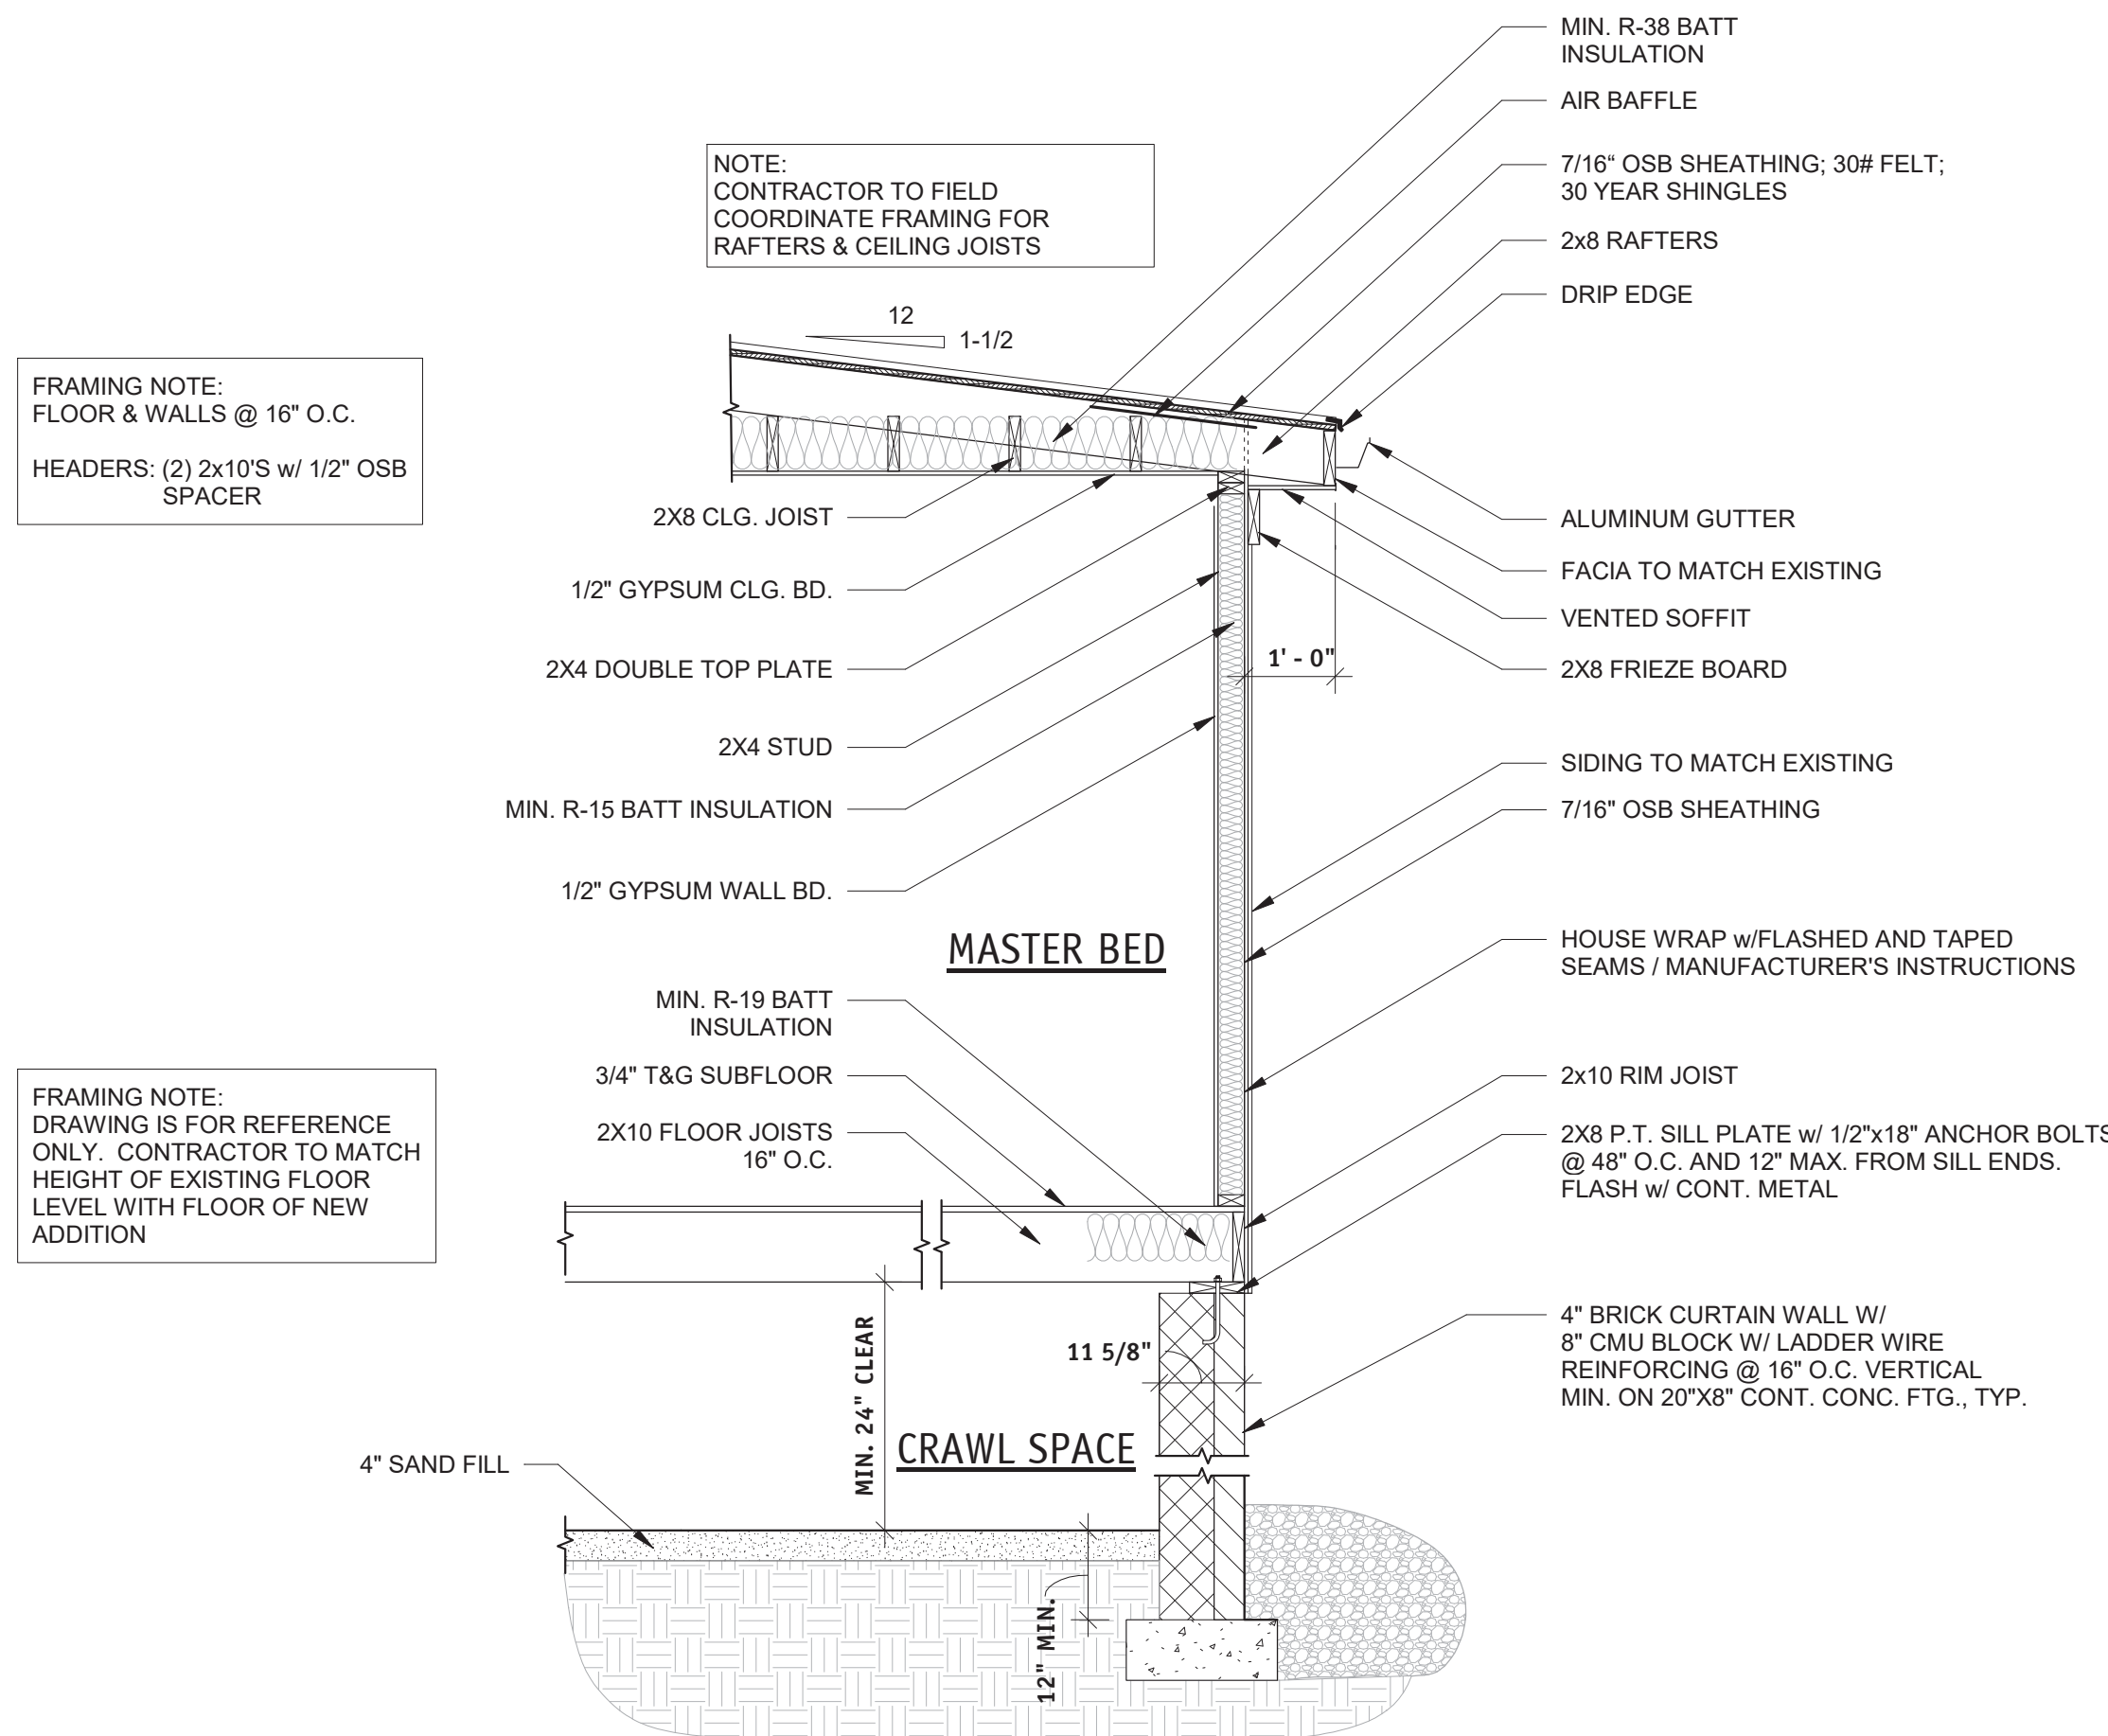 MIN. R-38 BATT
INSULATION
AIR BAFFLE
7/16“ OSB SHEATHING; 30# FELT;
30 YEAR SHINGLES
2x8 RAFTERS
DRIP EDGE
NOTE:
CONTRACTOR TO FIELD
COORDINATE FRAMING FOR
RAFTERS & CEILING JOISTS
12
1-1/2
FRAMING NOTE:
FLOOR & WALLS @ 16" O.C.
HEADERS: (2) 2x10'S w/ 1/2" OSB
SPACER
2X8 CLG. JOIST
1/2" GYPSUM CLG. BD.
2X4 DOUBLE TOP PLATE
2X4 STUD
MIN. R-15 BATT INSULATION
1/2" GYPSUM WALL BD.
ALUMINUM GUTTER
FACIA TO MATCH EXISTING
VENTED SOFFIT
2X8 FRIEZE BOARD
1' - 0"
SIDING TO MATCH EXISTING
7/16" OSB SHEATHING
HOUSE WRAP w/FLASHED AND TAPED
SEAMS / MANUFACTURER'S INSTRUCTIONS
MASTER BED
MIN. R-19 BATT
INSULATION
3/4" T&G SUBFLOOR
2X10 FLOOR JOISTS
16" O.C.
FRAMING NOTE:
DRAWING IS FOR REFERENCE
ONLY. CONTRACTOR TO MATCH
HEIGHT OF EXISTING FLOOR
LEVEL WITH FLOOR OF NEW
ADDITION
2x10 RIM JOIST
2X8 P.T. SILL PLATE w/ 1/2"x18" ANCHOR BOLTS
@ 48" O.C. AND 12" MAX. FROM SILL ENDS.
FLASH w/ CONT. METAL
4" BRICK CURTAIN WALL W/
8" CMU BLOCK W/ LADDER WIRE
REINFORCING @ 16" O.C. VERTICAL
MIN. ON 20"X8" CONT. CONC. FTG., TYP.
11 5/8"
MIN. 24" CLEAR
CRAWL SPACE
4" SAND FILL
12" MIN.